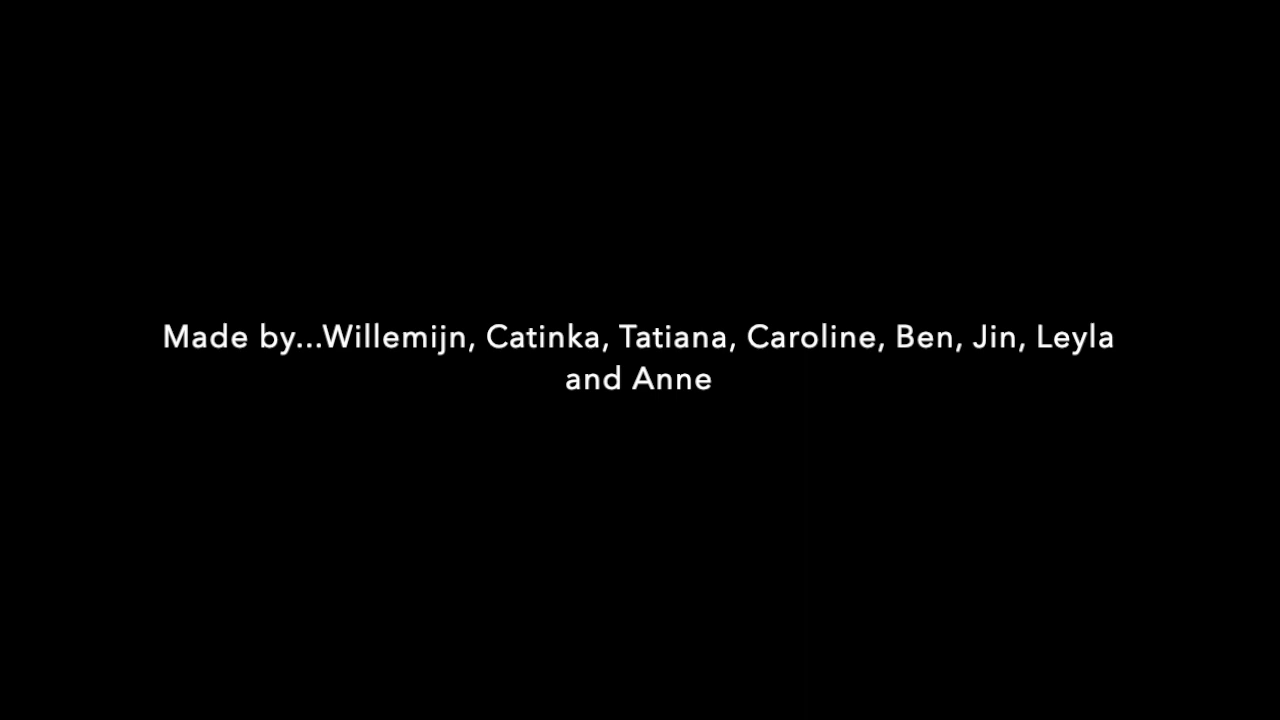 Made by...Willemijn, Catinka, Tatiana, Caroline, Ben, Jin, Leyla
and Anne